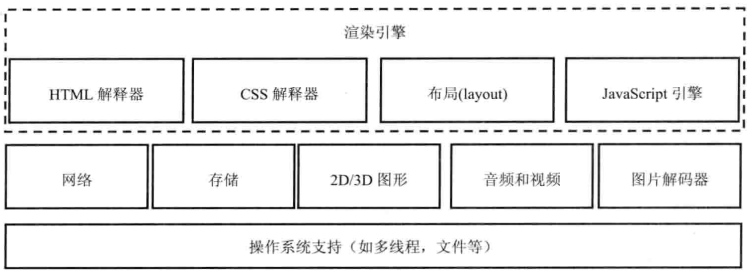 渲染引擎
HTML 解释器
CSS 解释器
布局(layout)
JavaScript 引擎
网络
存储
2D/3D 图形
音频和视频
图片解码器
操作系统支持（如多线程，文件等）